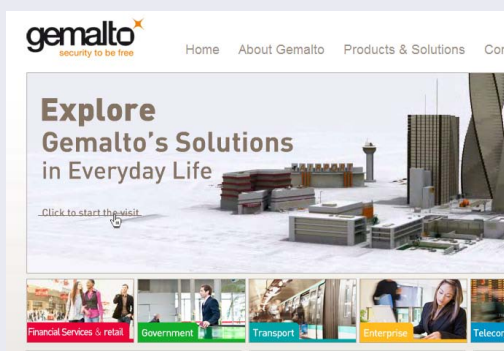 gemalto
security to be free
Home About Gemalto Products & Solutions
Explore
Gemalto's Solutions
in Everyday Life
Click to start the visit
Financial Services & retail Government Transport Enterprise